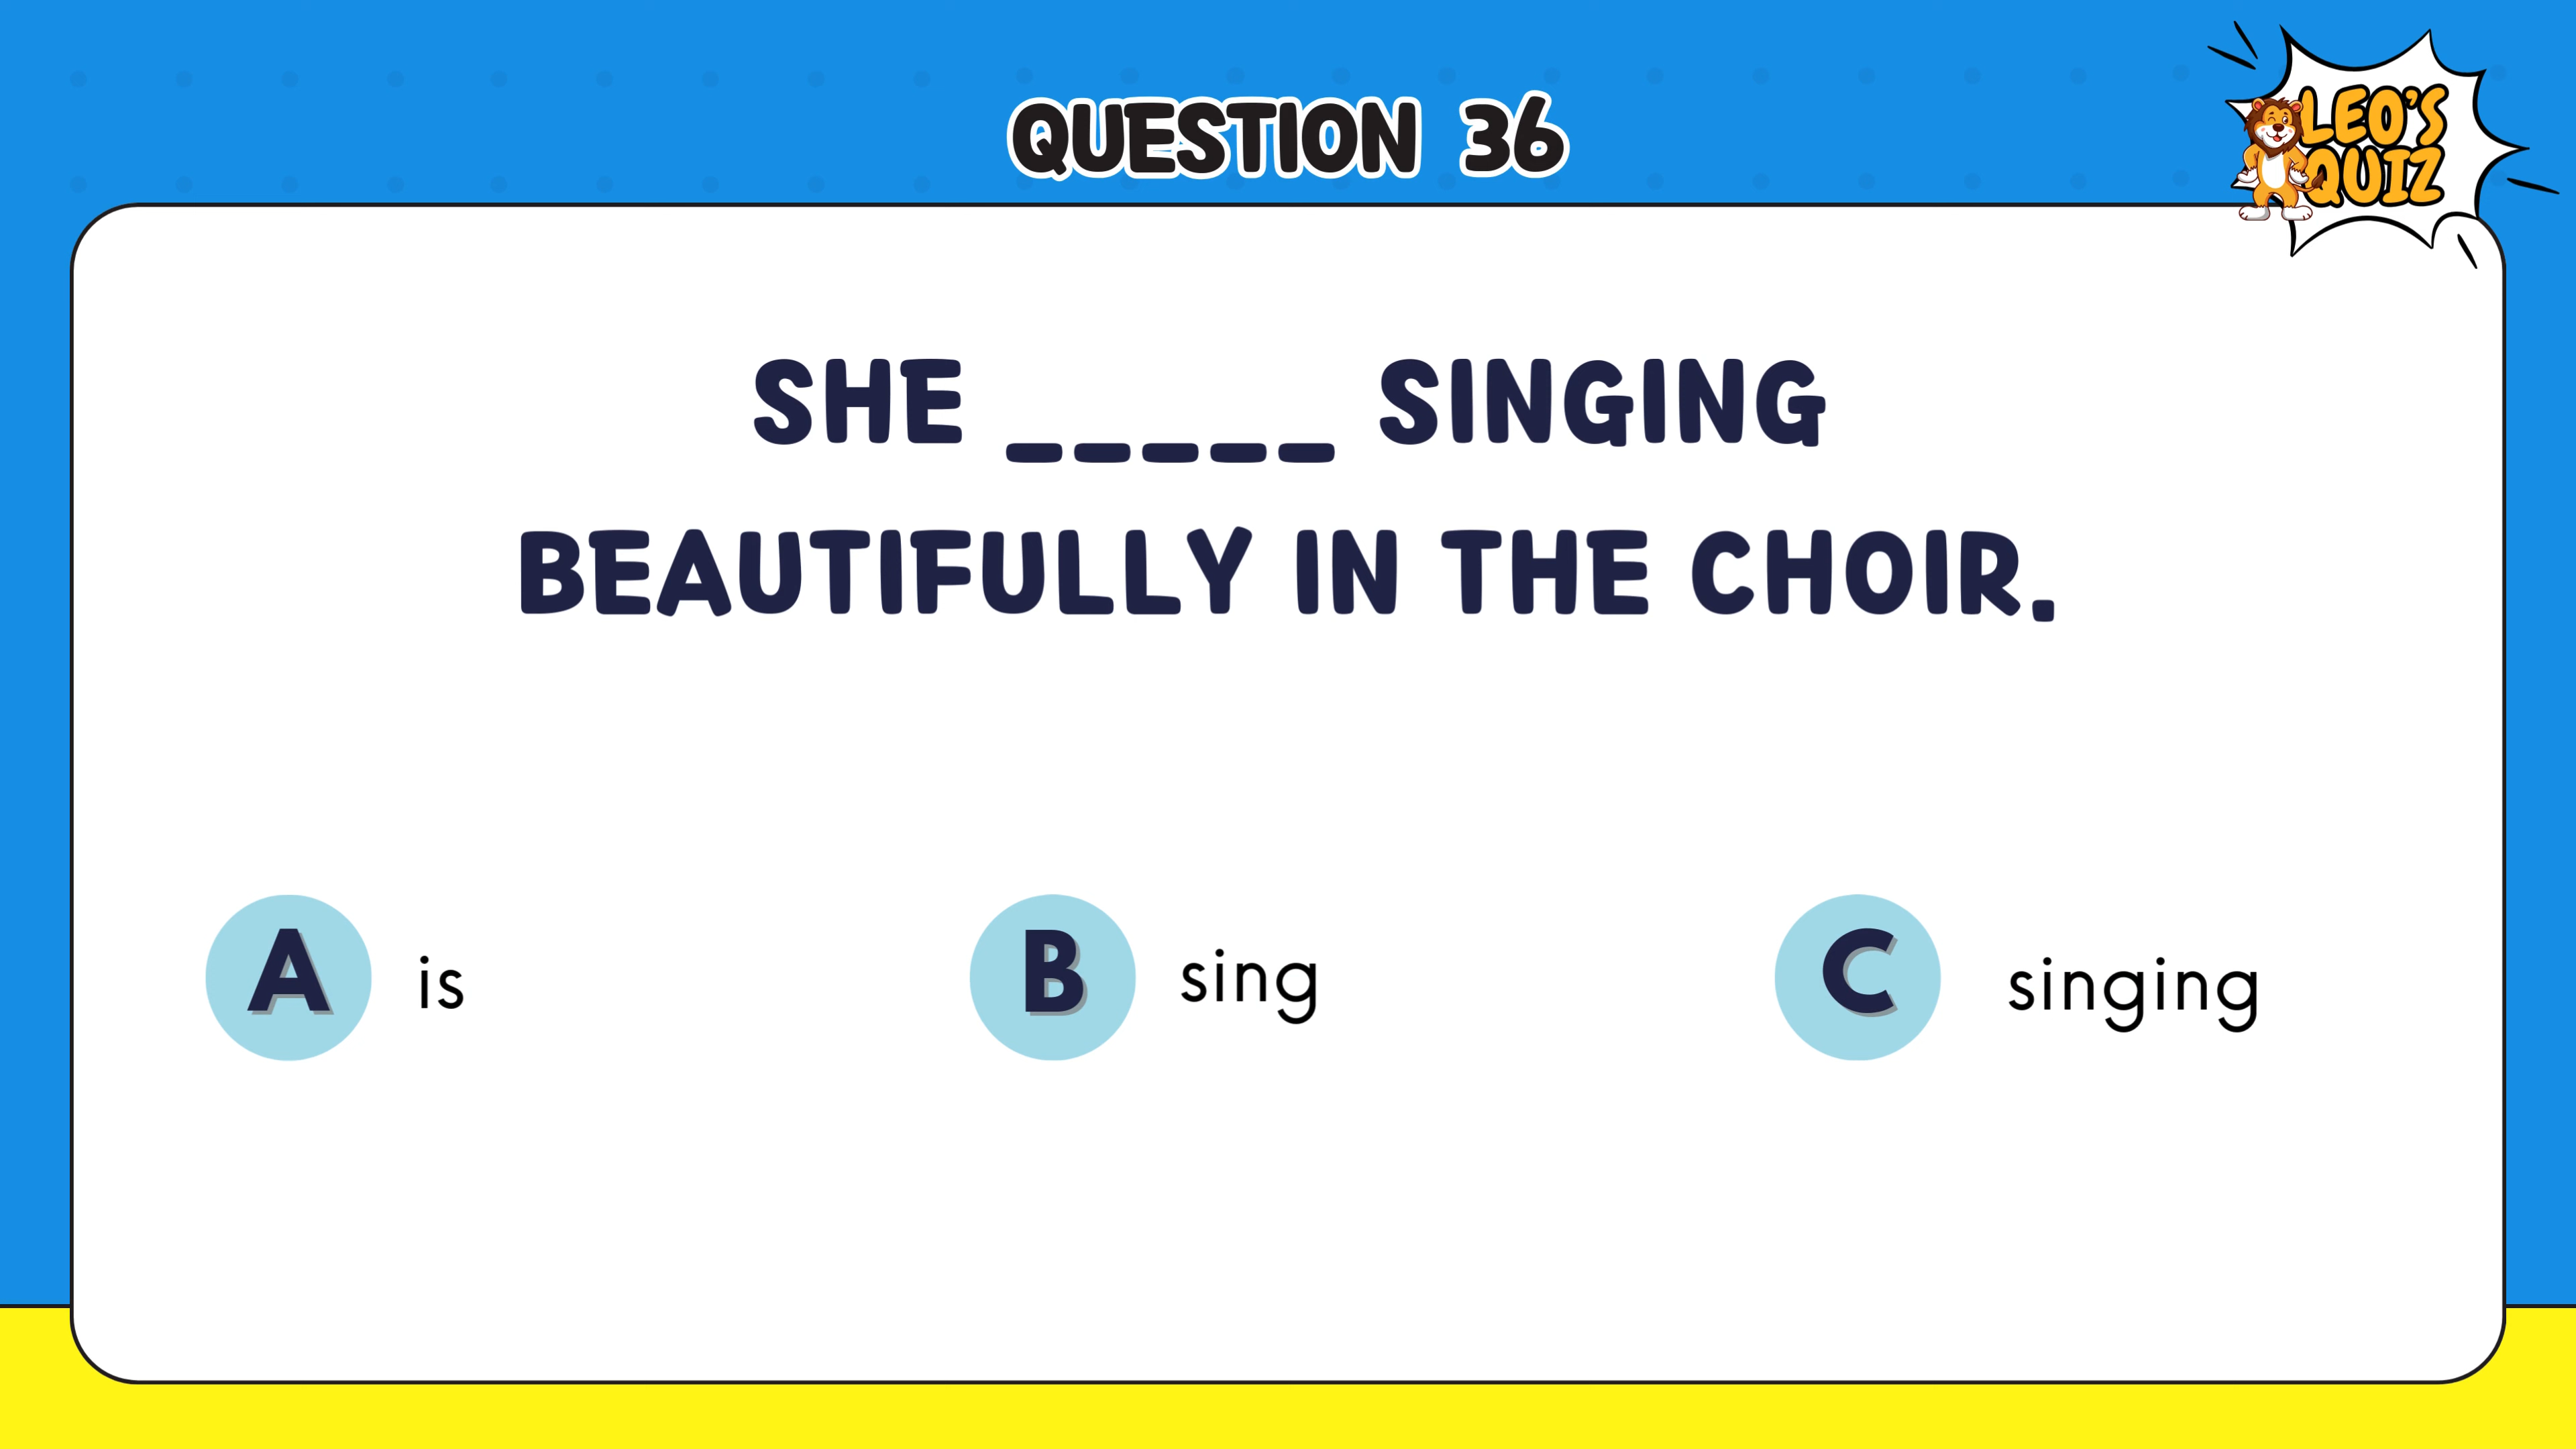 QUESTION 36
LEO'S
QUIZ
SHE _____ SINGING
BEAUTIFULLY IN THE CHOIR.
A is
B sing
C singing